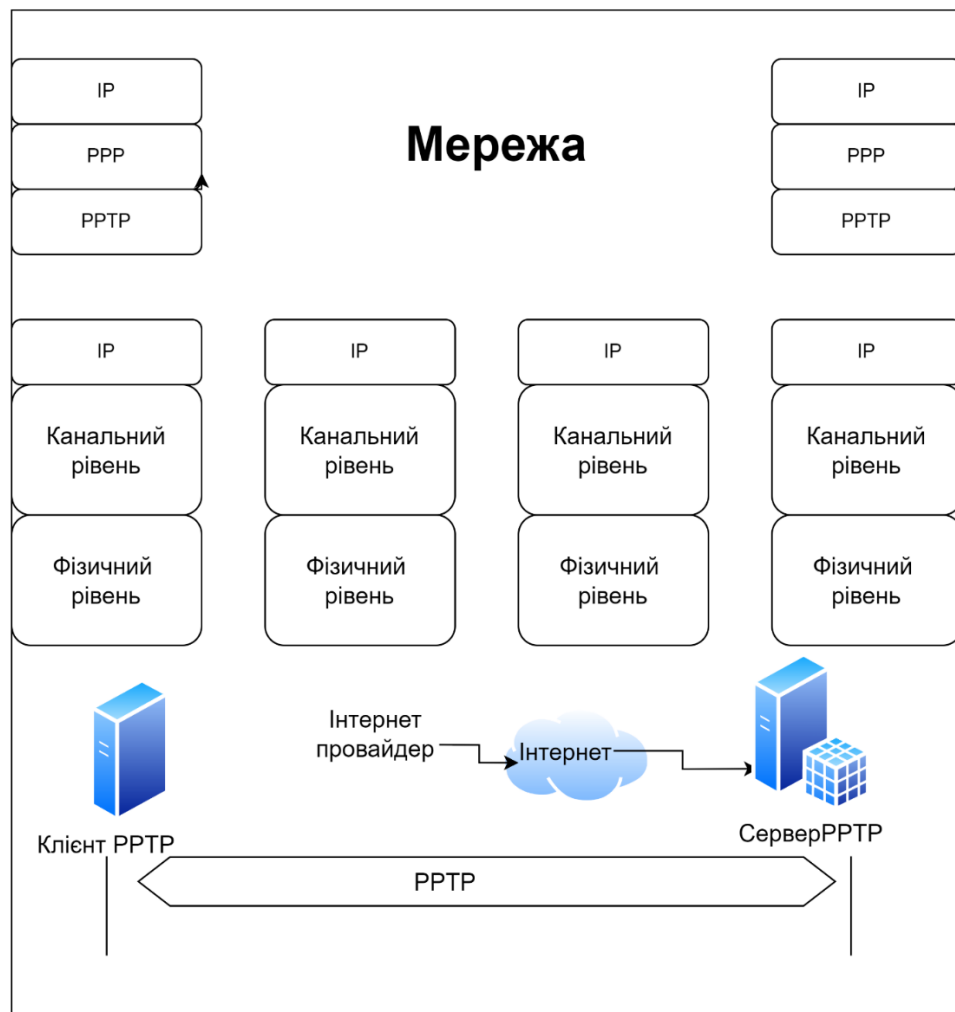 IP
IP
Мережа
PPP
PPP
PPTP
PPTP
IP
IP
IP
IP
Канальний
рівень
Канальний
рівень
Канальний
рівень
Канальний
рівень
Фізичний
рівень
Фізичний
рівень
Фізичний
рівень
Фізичний
рівень
Інтернет
провайдер
Інтернет
Клієнт PPTP
СерверPPTP
PPTP